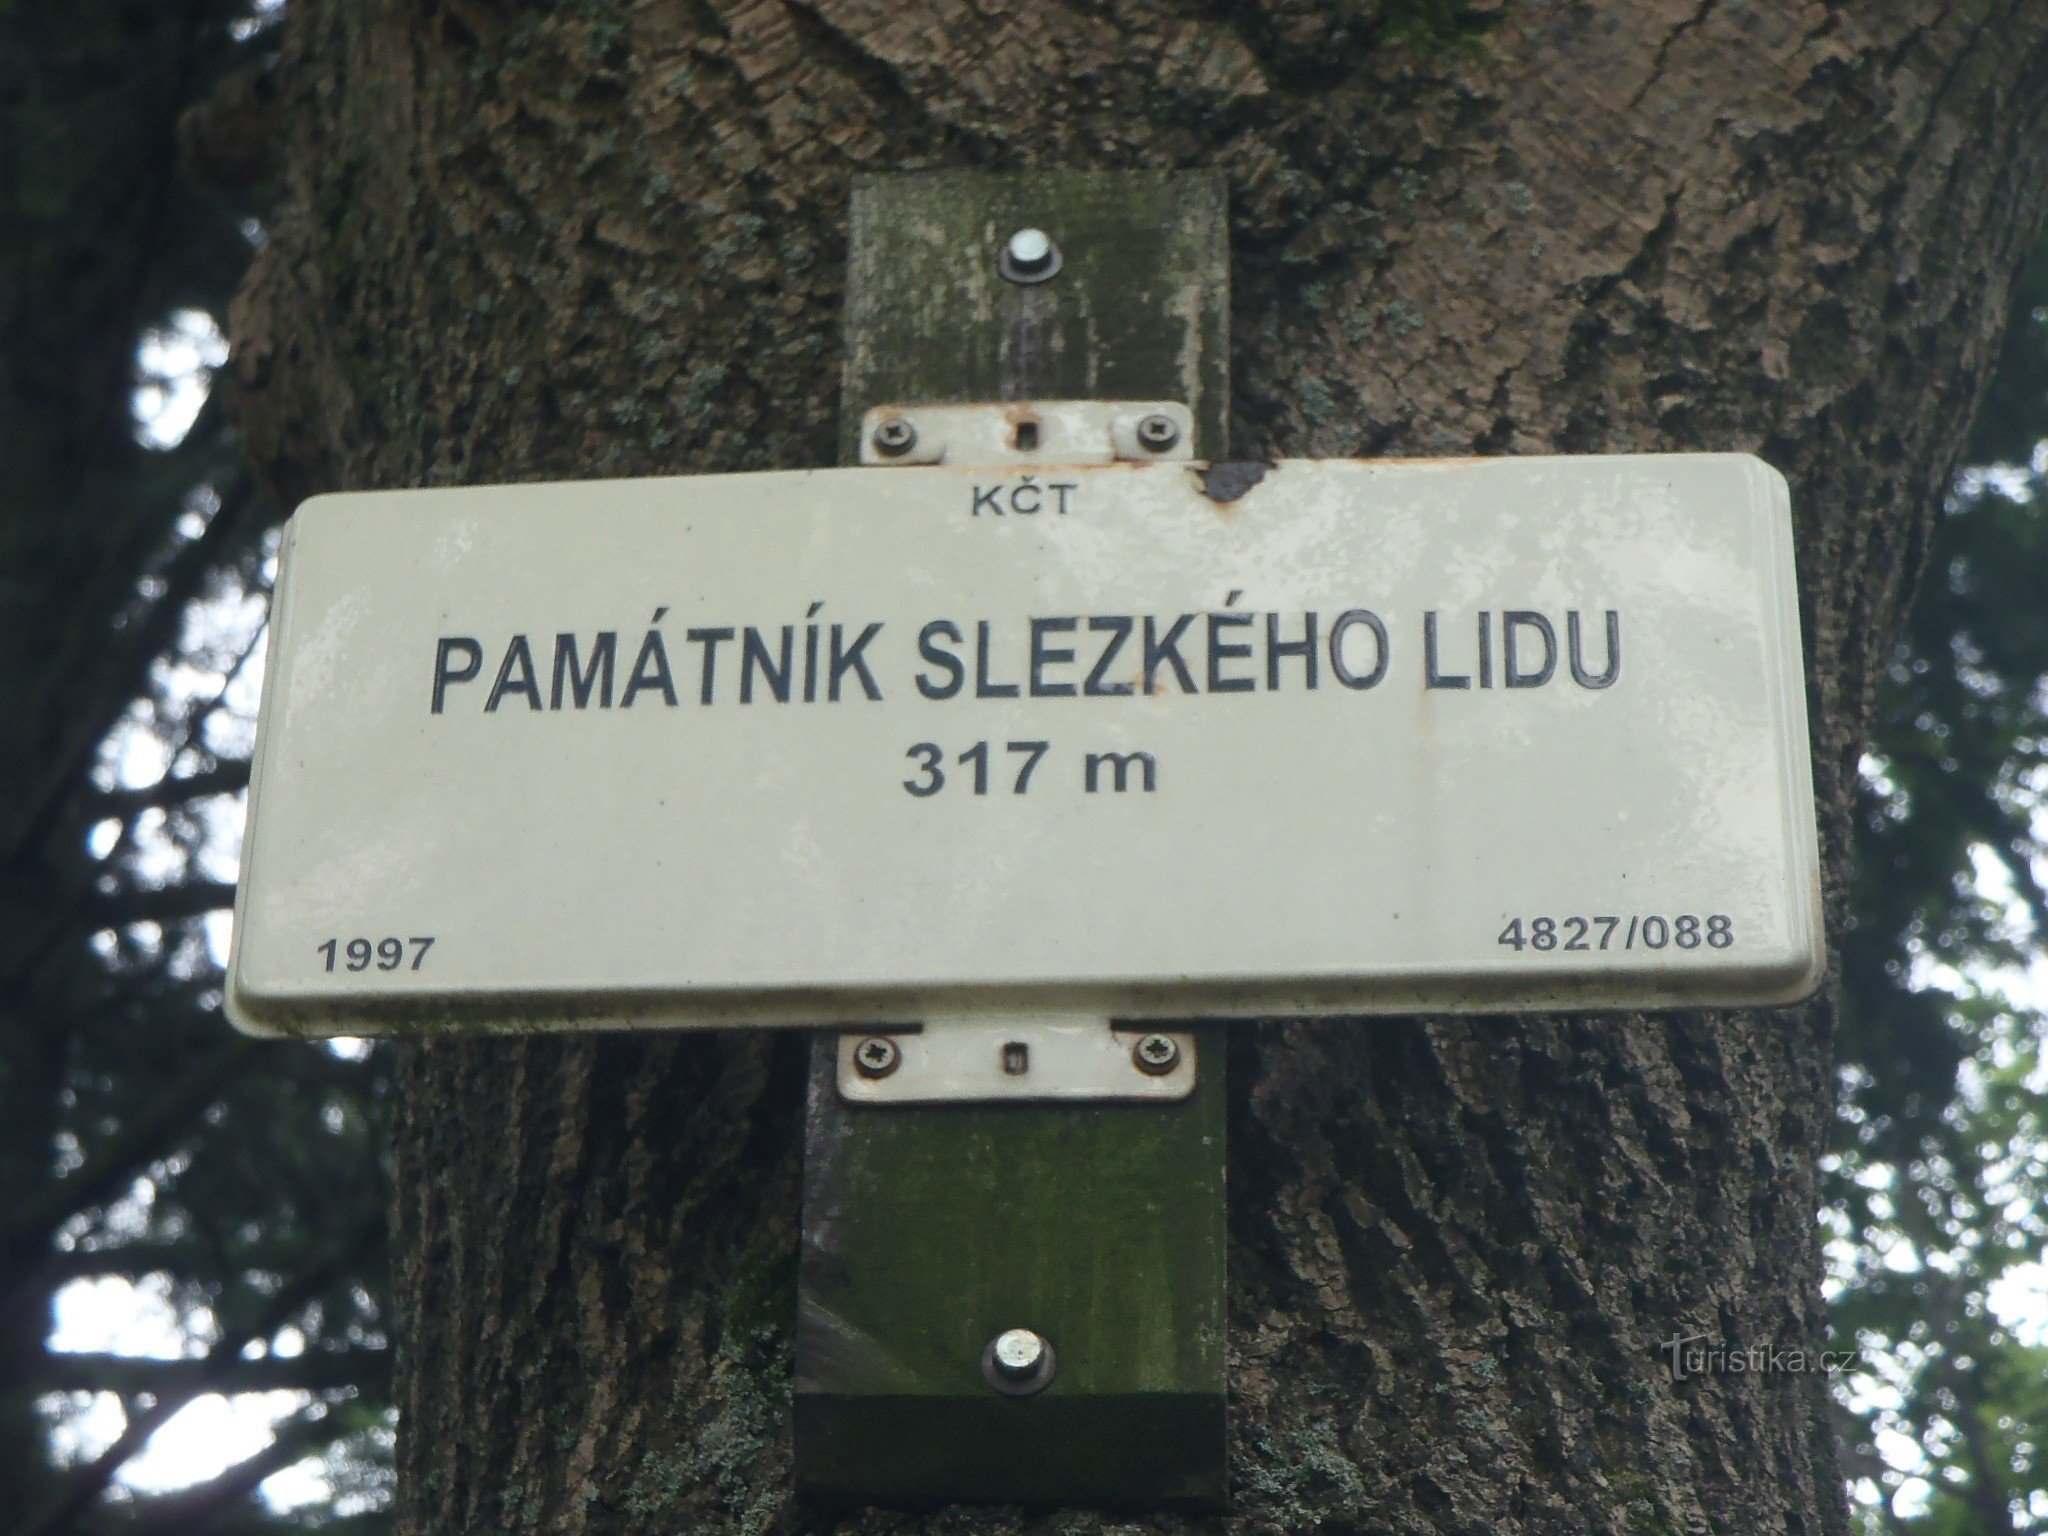 KČT
PAMÁTNÍK SLEZKÉHO LIDU
317 m
1997
4827/088
Turistika.cz